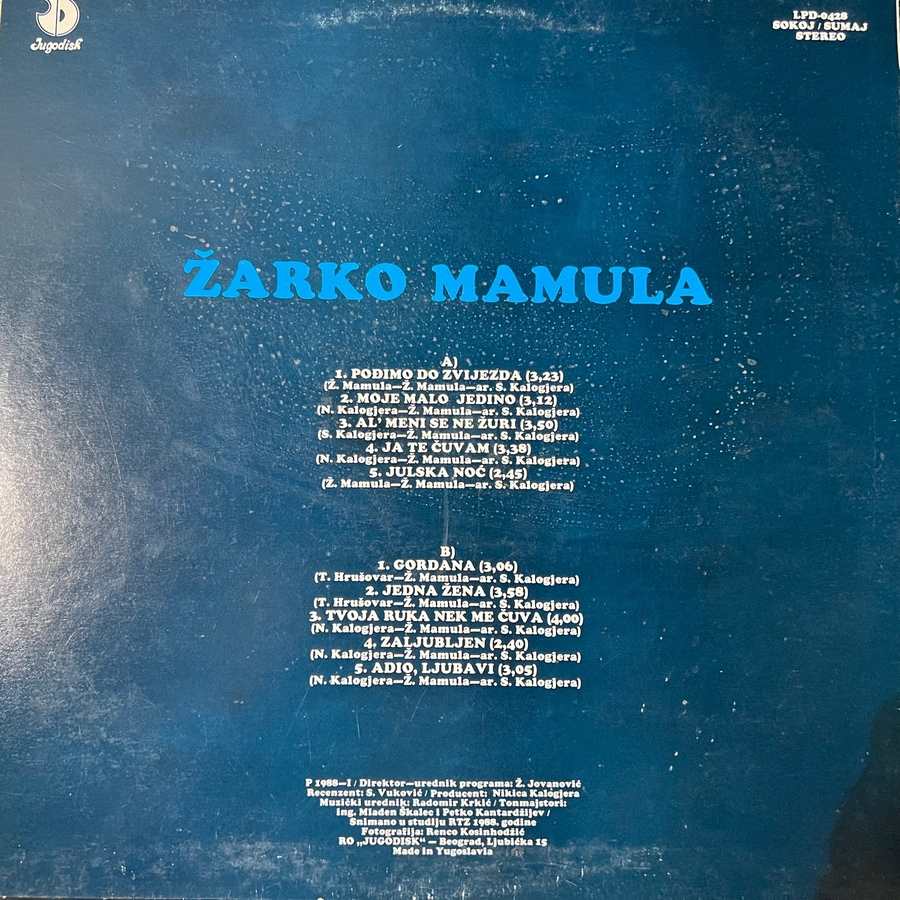 Jugodisk
LPD-0428
SOKOJ / SUMAJ
STEREO
ŽARKO MAMULA
A)
1. POĐIMO DO ZVIJEZDA (3,23)
(Ž. Mamula—Ž. Mamula—ar. S. Kalogjera)
2. MOJE MALO JEDINO (3,12)
(N. Kalogjera—Ž. Mamula—ar. S. Kalogjera)
3. AL' MENI SE NE ŽURI (3,50)
(S. Kalogjera—Ž. Mamula—ar. S. Kalogjera)
4. JA TE ČUVAM (3,38)
(N. Kalogjera—Ž. Mamula—ar. S. Kalogjera)
5. JULSKA NOĆ (2,45)
(Ž. Mamula—Ž. Mamula—ar. S. Kalogjera)
B)
1. GORDANA (3,06)
(T. Hrušovar—Ž. Mamula—ar. S. Kalogjera)
2. JEDNA ŽENA (3,58)
(T. Hrušovar—Ž. Mamula—ar. S. Kalogjera)
3. TVOJA RUKA NEK ME ČUVA (4,00)
(N. Kalogjera—Ž. Mamula—ar. S. Kalogjera)
4. ZALJUBLJEN (2,40)
(N. Kalogjera—Ž. Mamula—ar. S. Kalogjera)
5. ADIO, LJUBAVI (3,05)
(N. Kalogjera—Ž. Mamula—ar. S. Kalogjera)
P 1988—I / Direktor—urednik programa: Ž. Jovanović
Recenzent: S. Vuković / Producent: Nikica Kalogjera
Muzički urednik: Radomir Krkić / Tonmajstori:
ing. Mladen Škalec i Petko Kantardžijev /
Snimano u studiju RTZ 1988. godine
Fotografija: Renco Kosinhodžić
RO „JUGODISK“ — Beograd, Ljubička 15
Made in Yugoslavia